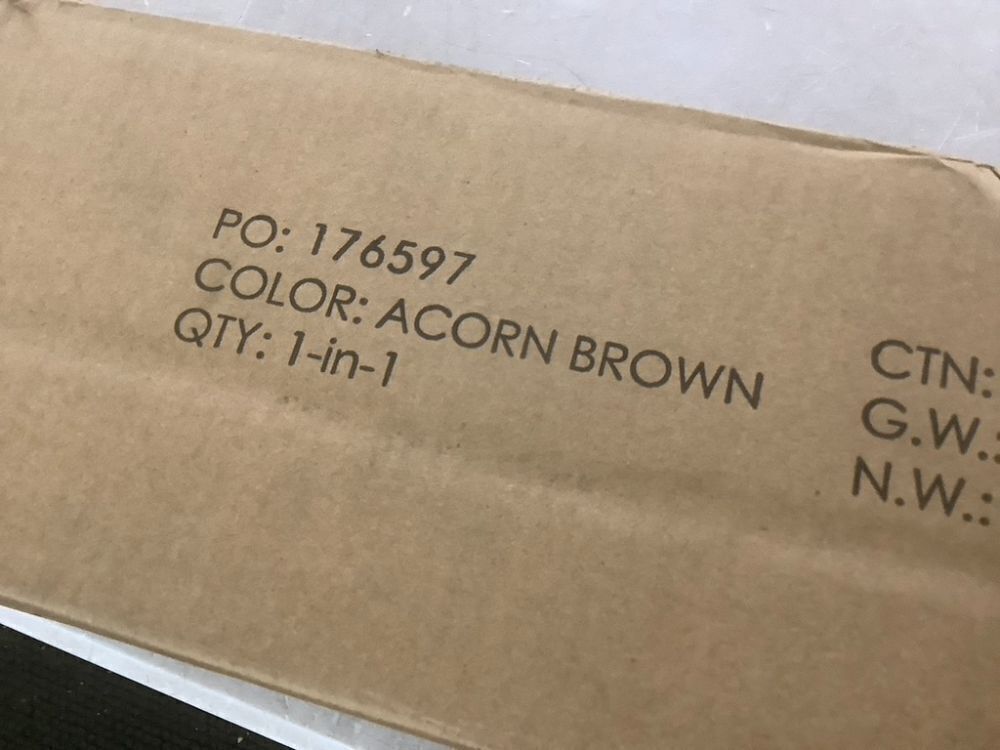 PO: 176597
COLOR: ACORN BROWN
QTY: 1-in-1
CTN:
G.W.:
N.W.: